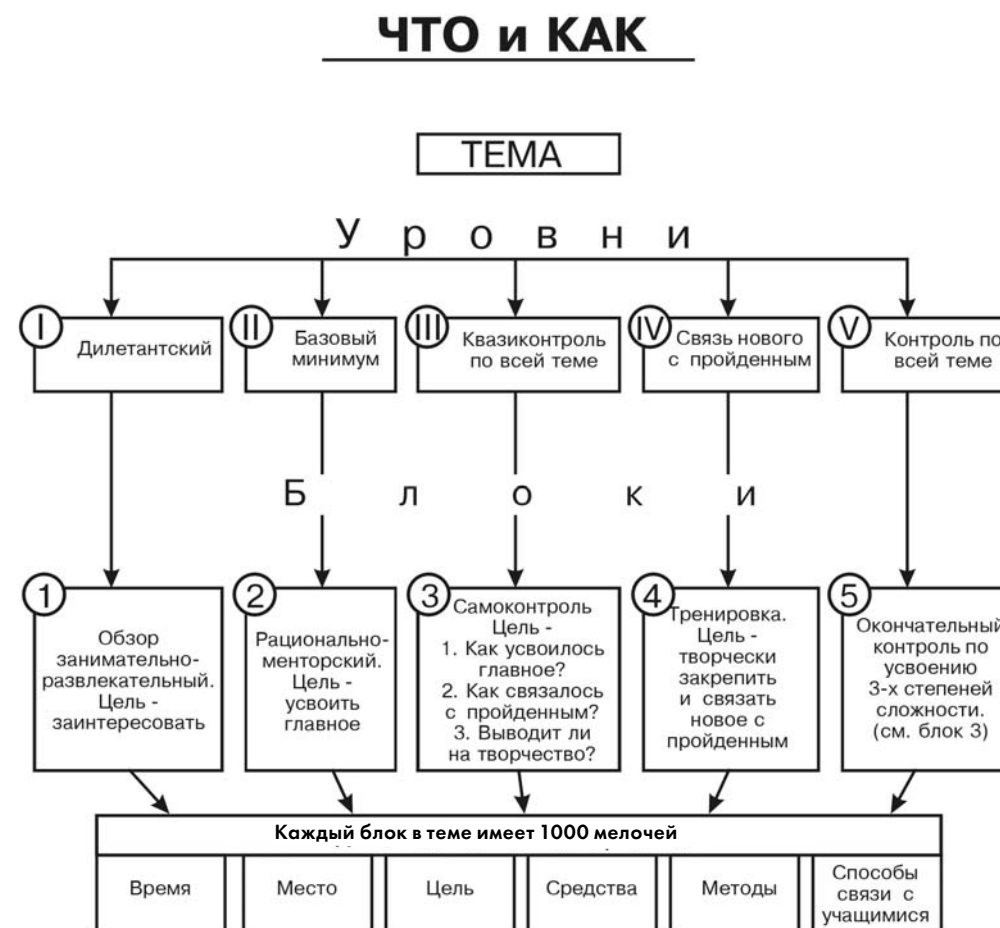 ЧТО и КАК
ТЕМА
Уровни
I
Дилетантский
II
Базовый
минимум
III
Квазиконтроль
по всей теме
IV
Связь нового
с пройденным
V
Контроль по
всей теме
Блоки
1
Обзор
занимательно-
развлекательный.
Цель -
заинтересовать
2
Рационально-
менторский.
Цель -
усвоить
главное
3
Самоконтроль
Цель -
1. Как усвоилось
главное?
2. Как связалось
с пройденным?
3. Выводит ли
на творчество?
4
Тренировка.
Цель -
творчески
закрепить
и связать
новое с
пройденным
5
Окончательный
контроль по
усвоению
3-х степеней
сложности.
(см. блок 3)
Каждый блок в теме имеет 1000 мелочей
Время
Место
Цель
Средства
Методы
Способы
связи с
учащимися